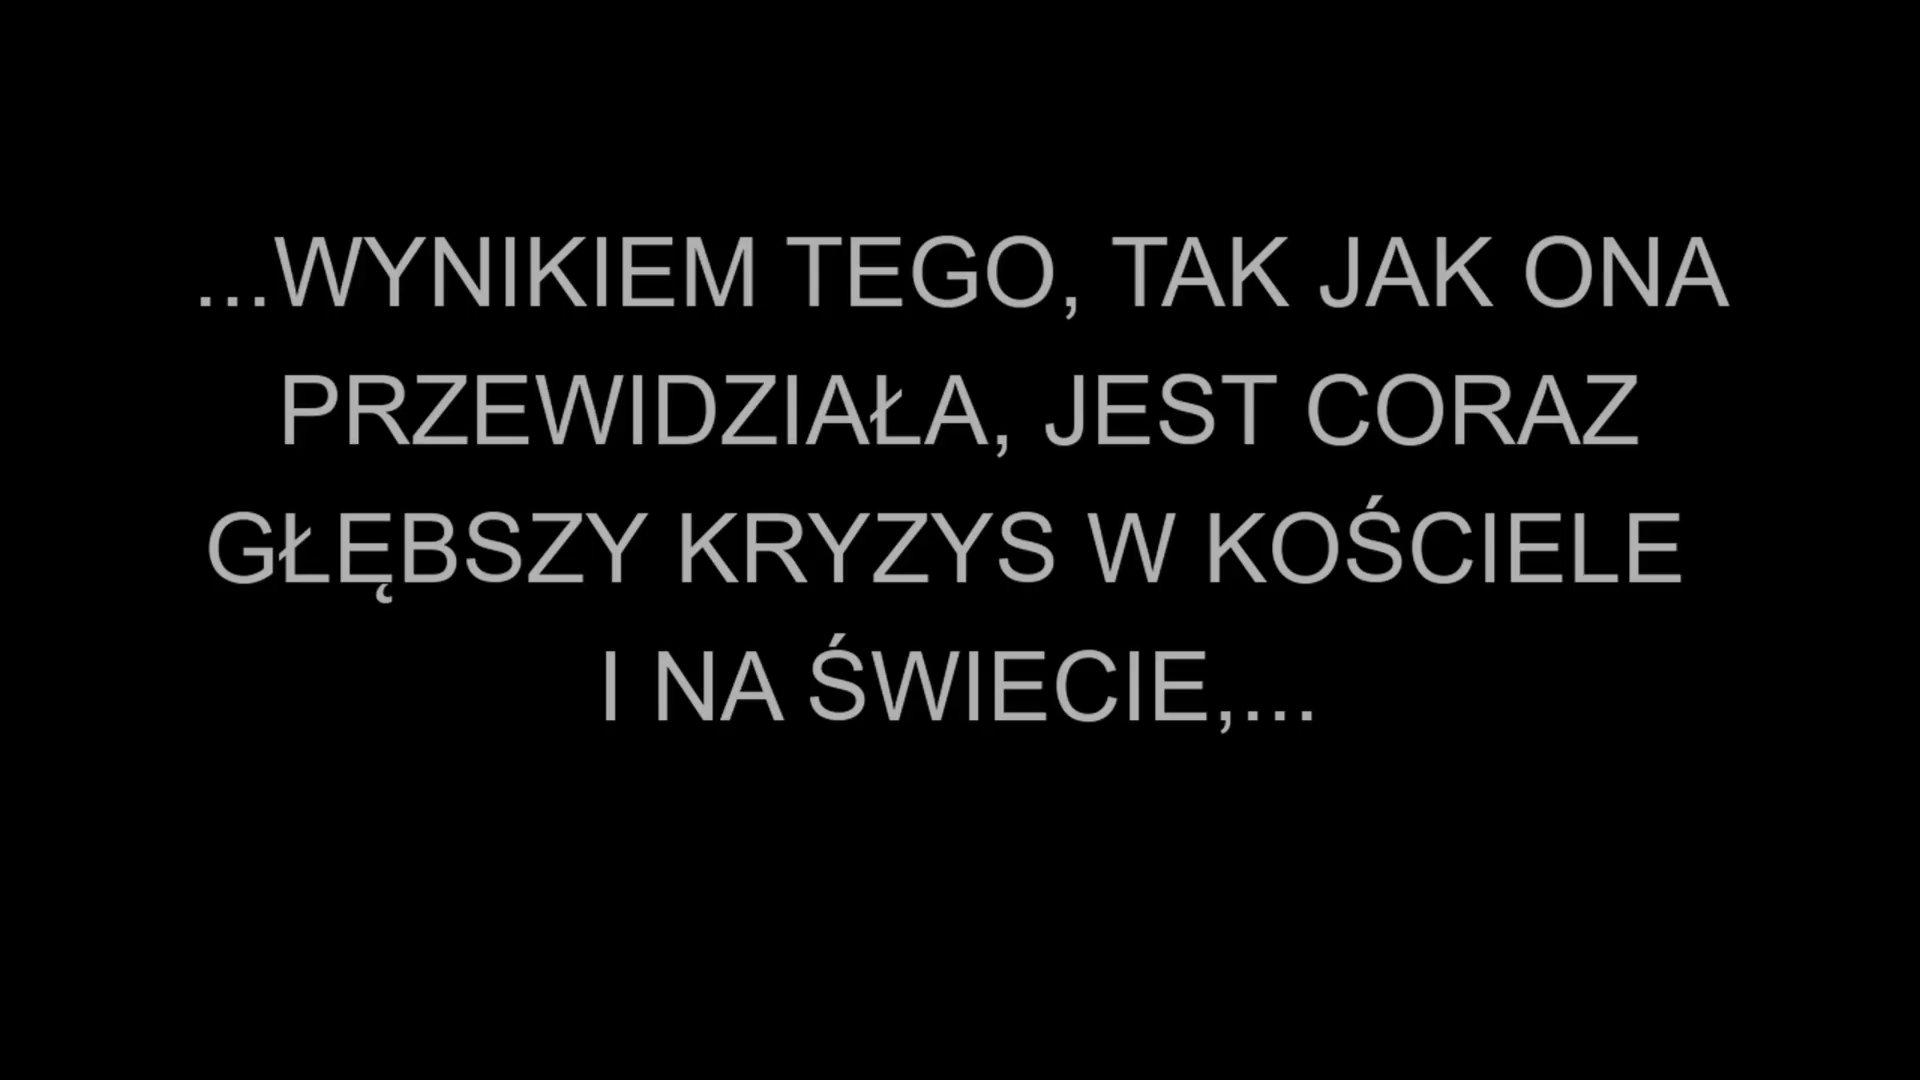 ...WYNIKIEM TEGO, TAK JAK ONA
PRZEWIDZIAŁA, JEST CORAZ
GŁĘBSZY KRYZYS W KOŚCIELE
I NA ŚWIECIE,...